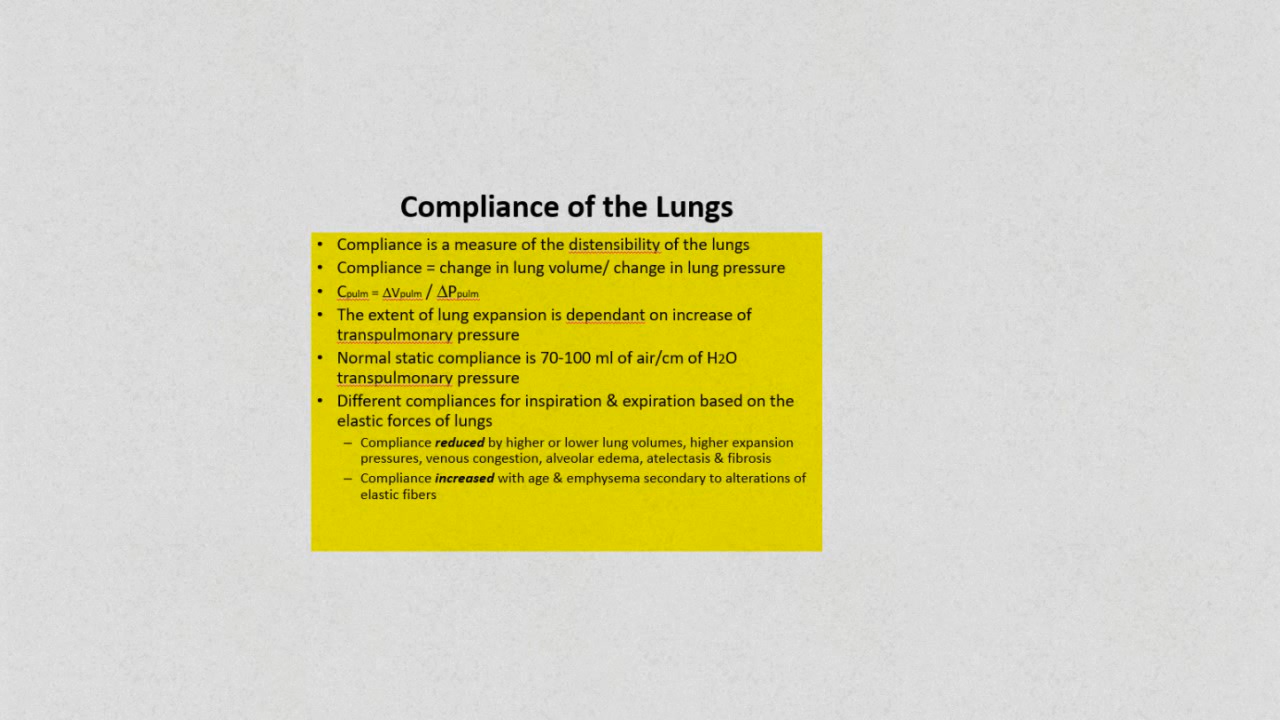 Compliance of the Lungs
• Compliance is a measure of the distensibility of the lungs
• Compliance = change in lung volume/ change in lung pressure
• Cpulm = ΔVpulm / ΔPpulm
• The extent of lung expansion is dependant on increase of
transpulmonary pressure
• Normal static compliance is 70-100 ml of air/cm of H2O
transpulmonary pressure
• Different compliances for inspiration & expiration based on the
elastic forces of lungs
– Compliance reduced by higher or lower lung volumes, higher expansion
pressures, venous congestion, alveolar edema, atelectasis & fibrosis
– Compliance increased with age & emphysema secondary to alterations of
elastic fibers